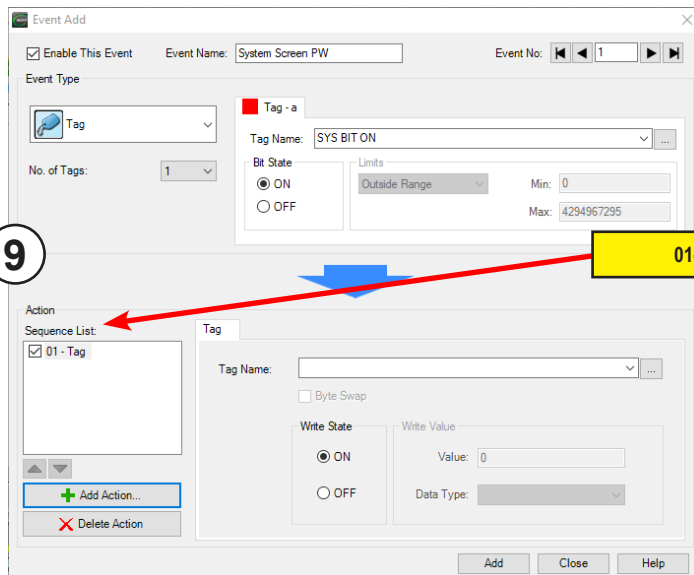 Event Add
Enable This Event Event Name: System Screen PW Event No: 1
Event Type
Tag
No. of Tags: 1
Tag - a
Tag Name: SYS BIT ON ...
Bit State
ON
OFF
Limits
Outside Range Min: 0
Max: 4294967295
9
01-
Action
Sequence List:
01 - Tag
Add Action...
Delete Action
Tag
Tag Name: ...
Byte Swap
Write State
ON
OFF
Write Value
Value: 0
Data Type:
Add Close Help